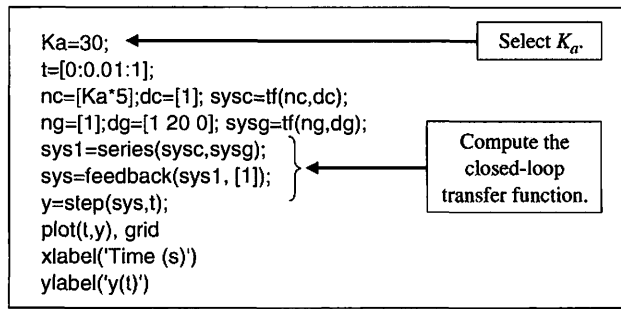 Ka=30;
Select Ka.
t=[0:0.01:1];
nc=[Ka*5];dc=[1]; sysc=tf(nc,dc);
ng=[1];dg=[1 20 0]; sysg=tf(ng,dg);
sys1=series(sysc,sysg);
sys=feedback(sys1, [1]);
y=step(sys,t);
Compute the
closed-loop
transfer function.
plot(t,y), grid
xlabel('Time (s)')
ylabel('y(t)')